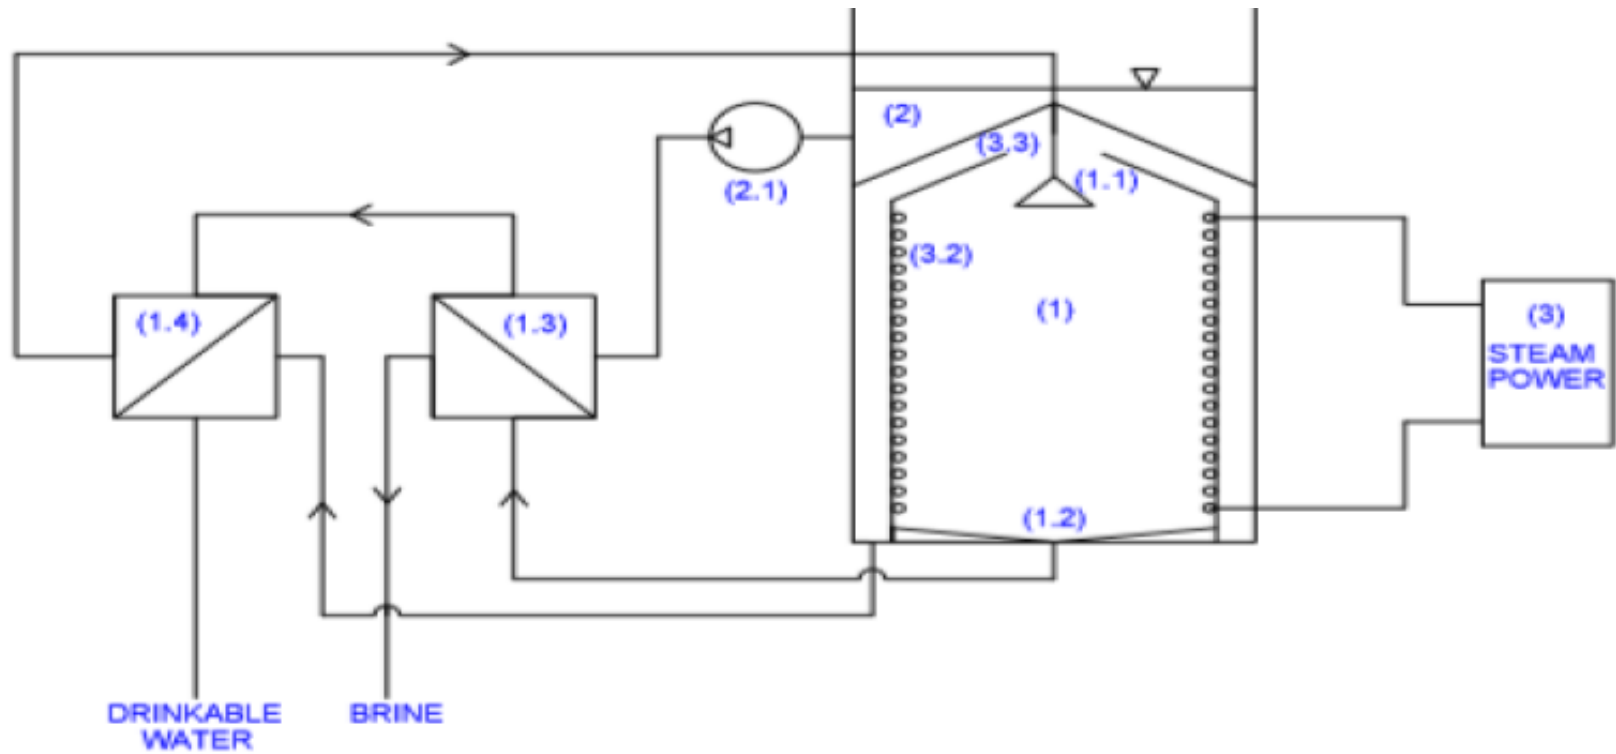 (2)
(3.3)
(1.1)
(2.1)
(3.2)
(1)
(1.4)
(1.3)
(3)
STEAM
POWER
(1.2)
DRINKABLE
WATER
BRINE